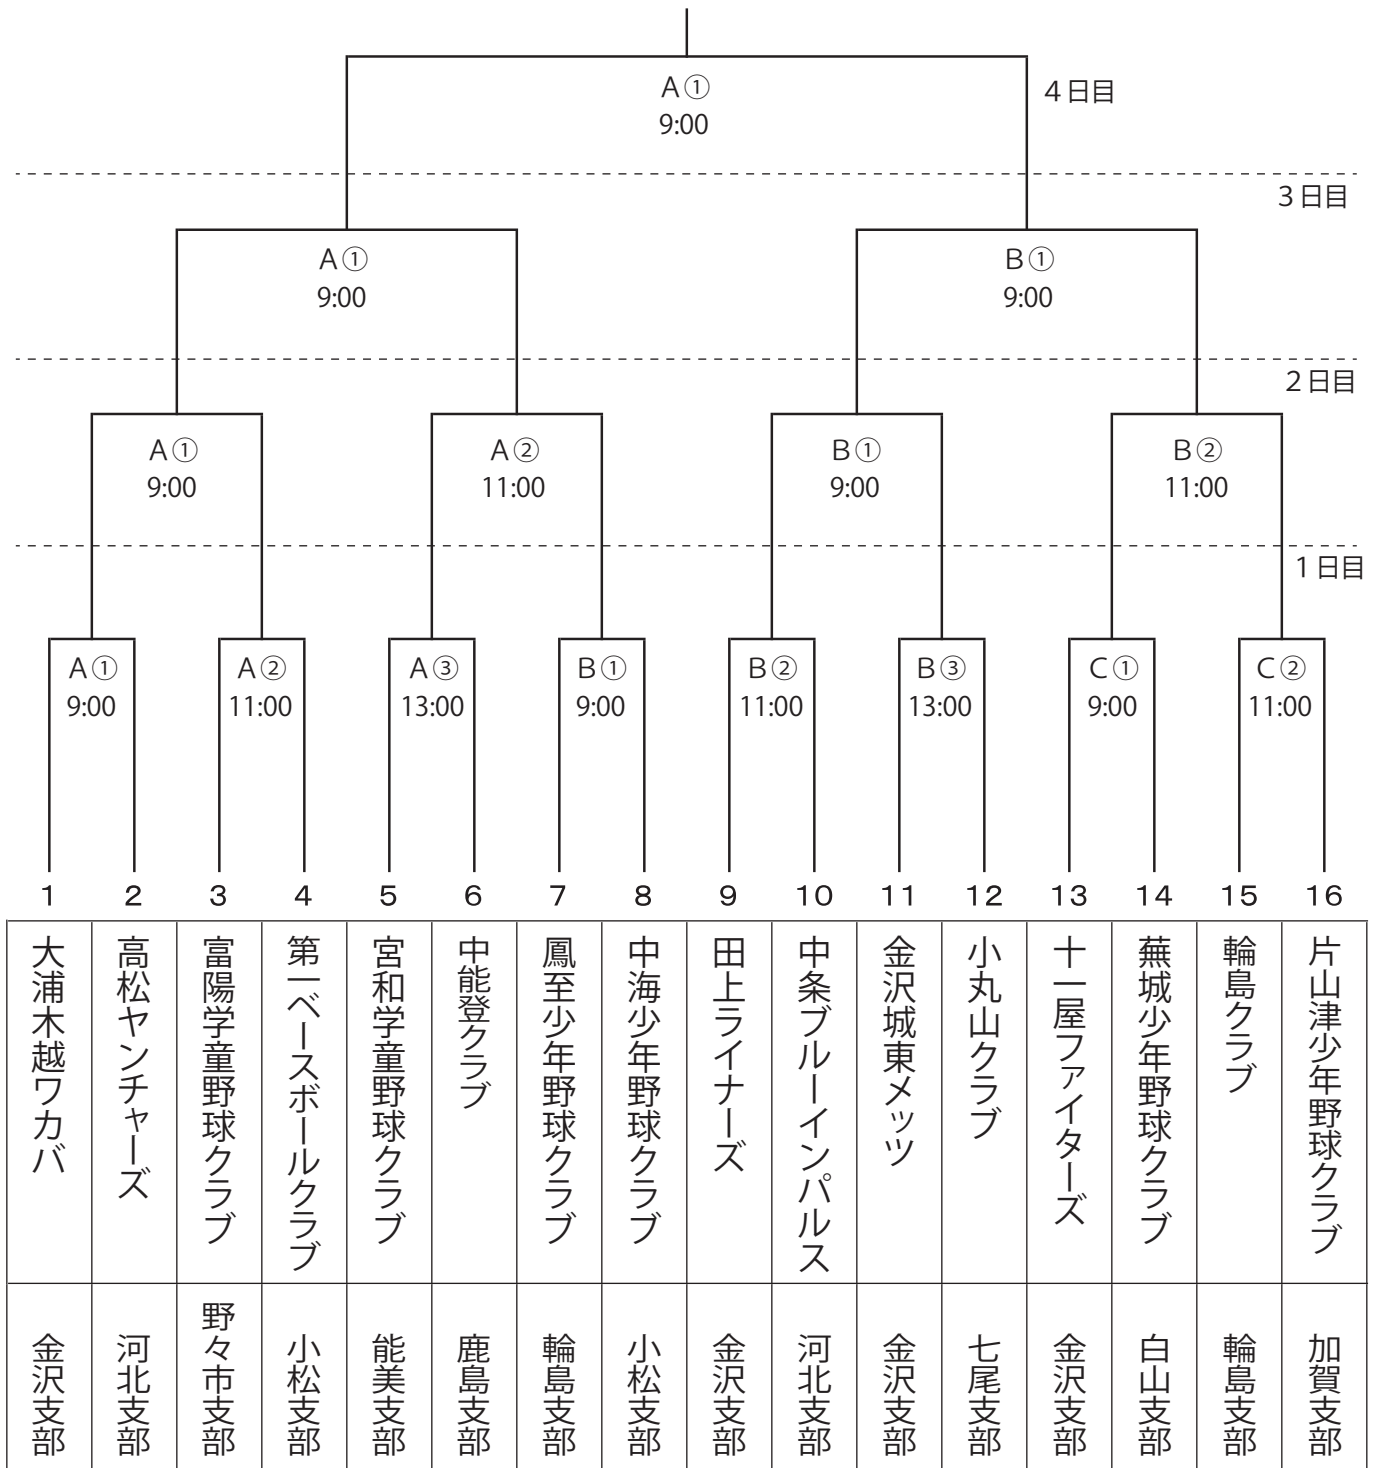 A①
9:00
４日目
３日目
A①
9:00
B①
9:00
２日目
A①
9:00
A②
11:00
B①
9:00
B②
11:00
１日目
A①
9:00
A②
11:00
A③
13:00
B①
9:00
B②
11:00
B③
13:00
C①
9:00
C②
11:00
1
2
3
4
5
6
7
8
9
10
11
12
13
14
15
16
大浦木越ワカバ
高松ヤンチャーズ
富陽学童野球クラブ
第一ベースボールクラブ
宮和学童野球クラブ
中能登クラブ
鳳至少年野球クラブ
中海少年野球クラブ
田上ライナーズ
中条ブルーインパルス
金沢城東メッツ
小丸山クラブ
十一屋ファイターズ
蕪城少年野球クラブ
輪島クラブ
片山津少年野球クラブ
金沢支部
河北支部
野々市支部
小松支部
能美支部
鹿島支部
輪島支部
小松支部
金沢支部
河北支部
金沢支部
七尾支部
金沢支部
白山支部
輪島支部
加賀支部